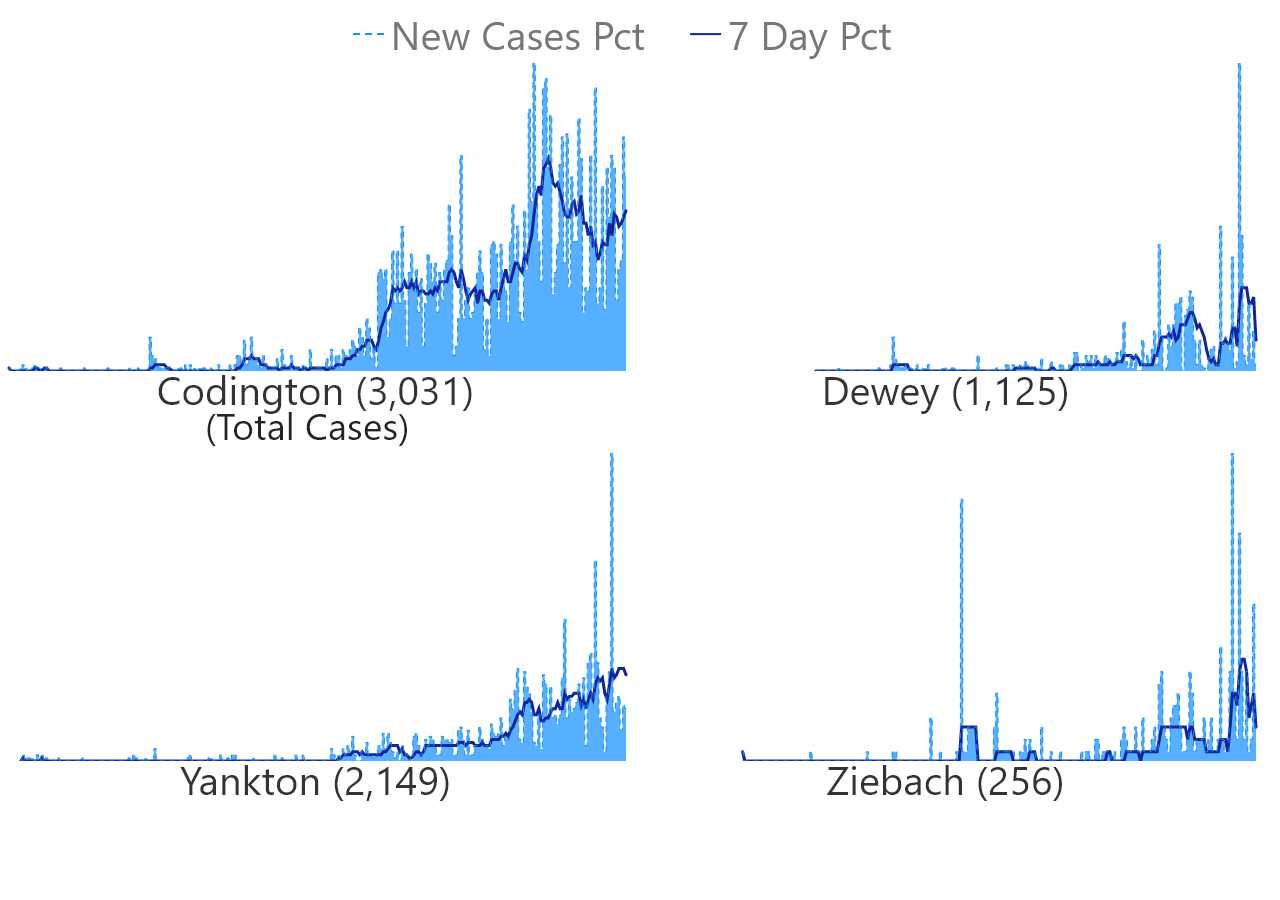 New Cases Pct 7 Day Pct
Codington (3,031)
(Total Cases)
Dewey (1,125)
Yankton (2,149)
Ziebach (256)